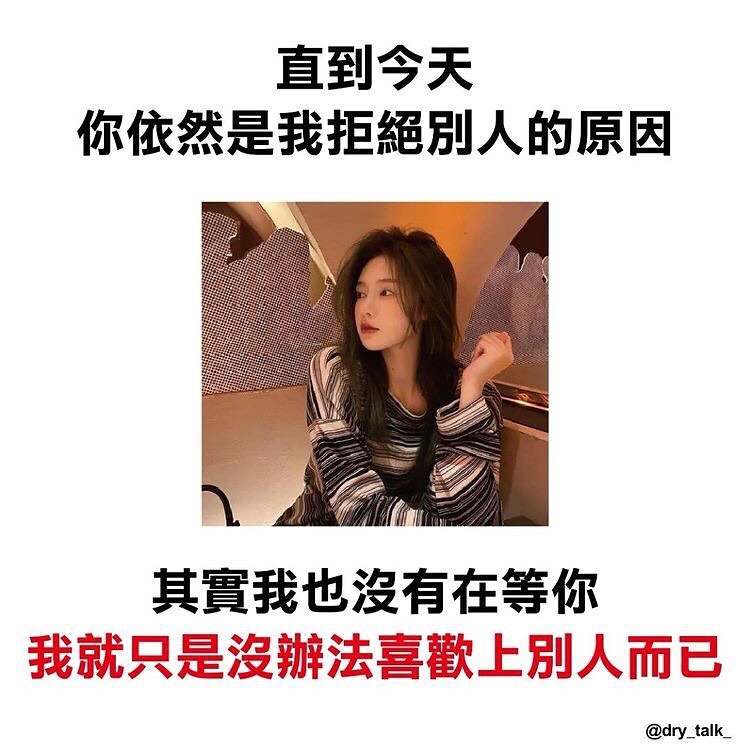 直到今天
你依然是我拒絕別人的原因
其實我也沒有在等你
我就只是沒辦法喜歡上別人而已
@dry_talk_